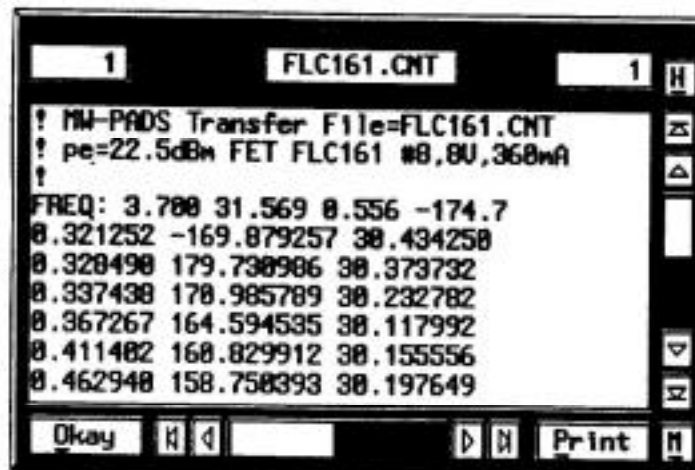 1 FLC161.CNT 1
H
! MW-PADS Transfer File=FLC161.CNT
! pe=22.5dBm FET FLC161 #8,8V,360mA
!
FREQ: 3.700 31.569 0.556 -174.7
0.321252 -169.879257 30.434250
0.328490 179.730986 30.373732
0.337438 170.985789 30.232782
0.367267 164.594535 30.117992
0.411402 160.829912 30.155556
0.462940 158.750393 30.197649
Okay Print M